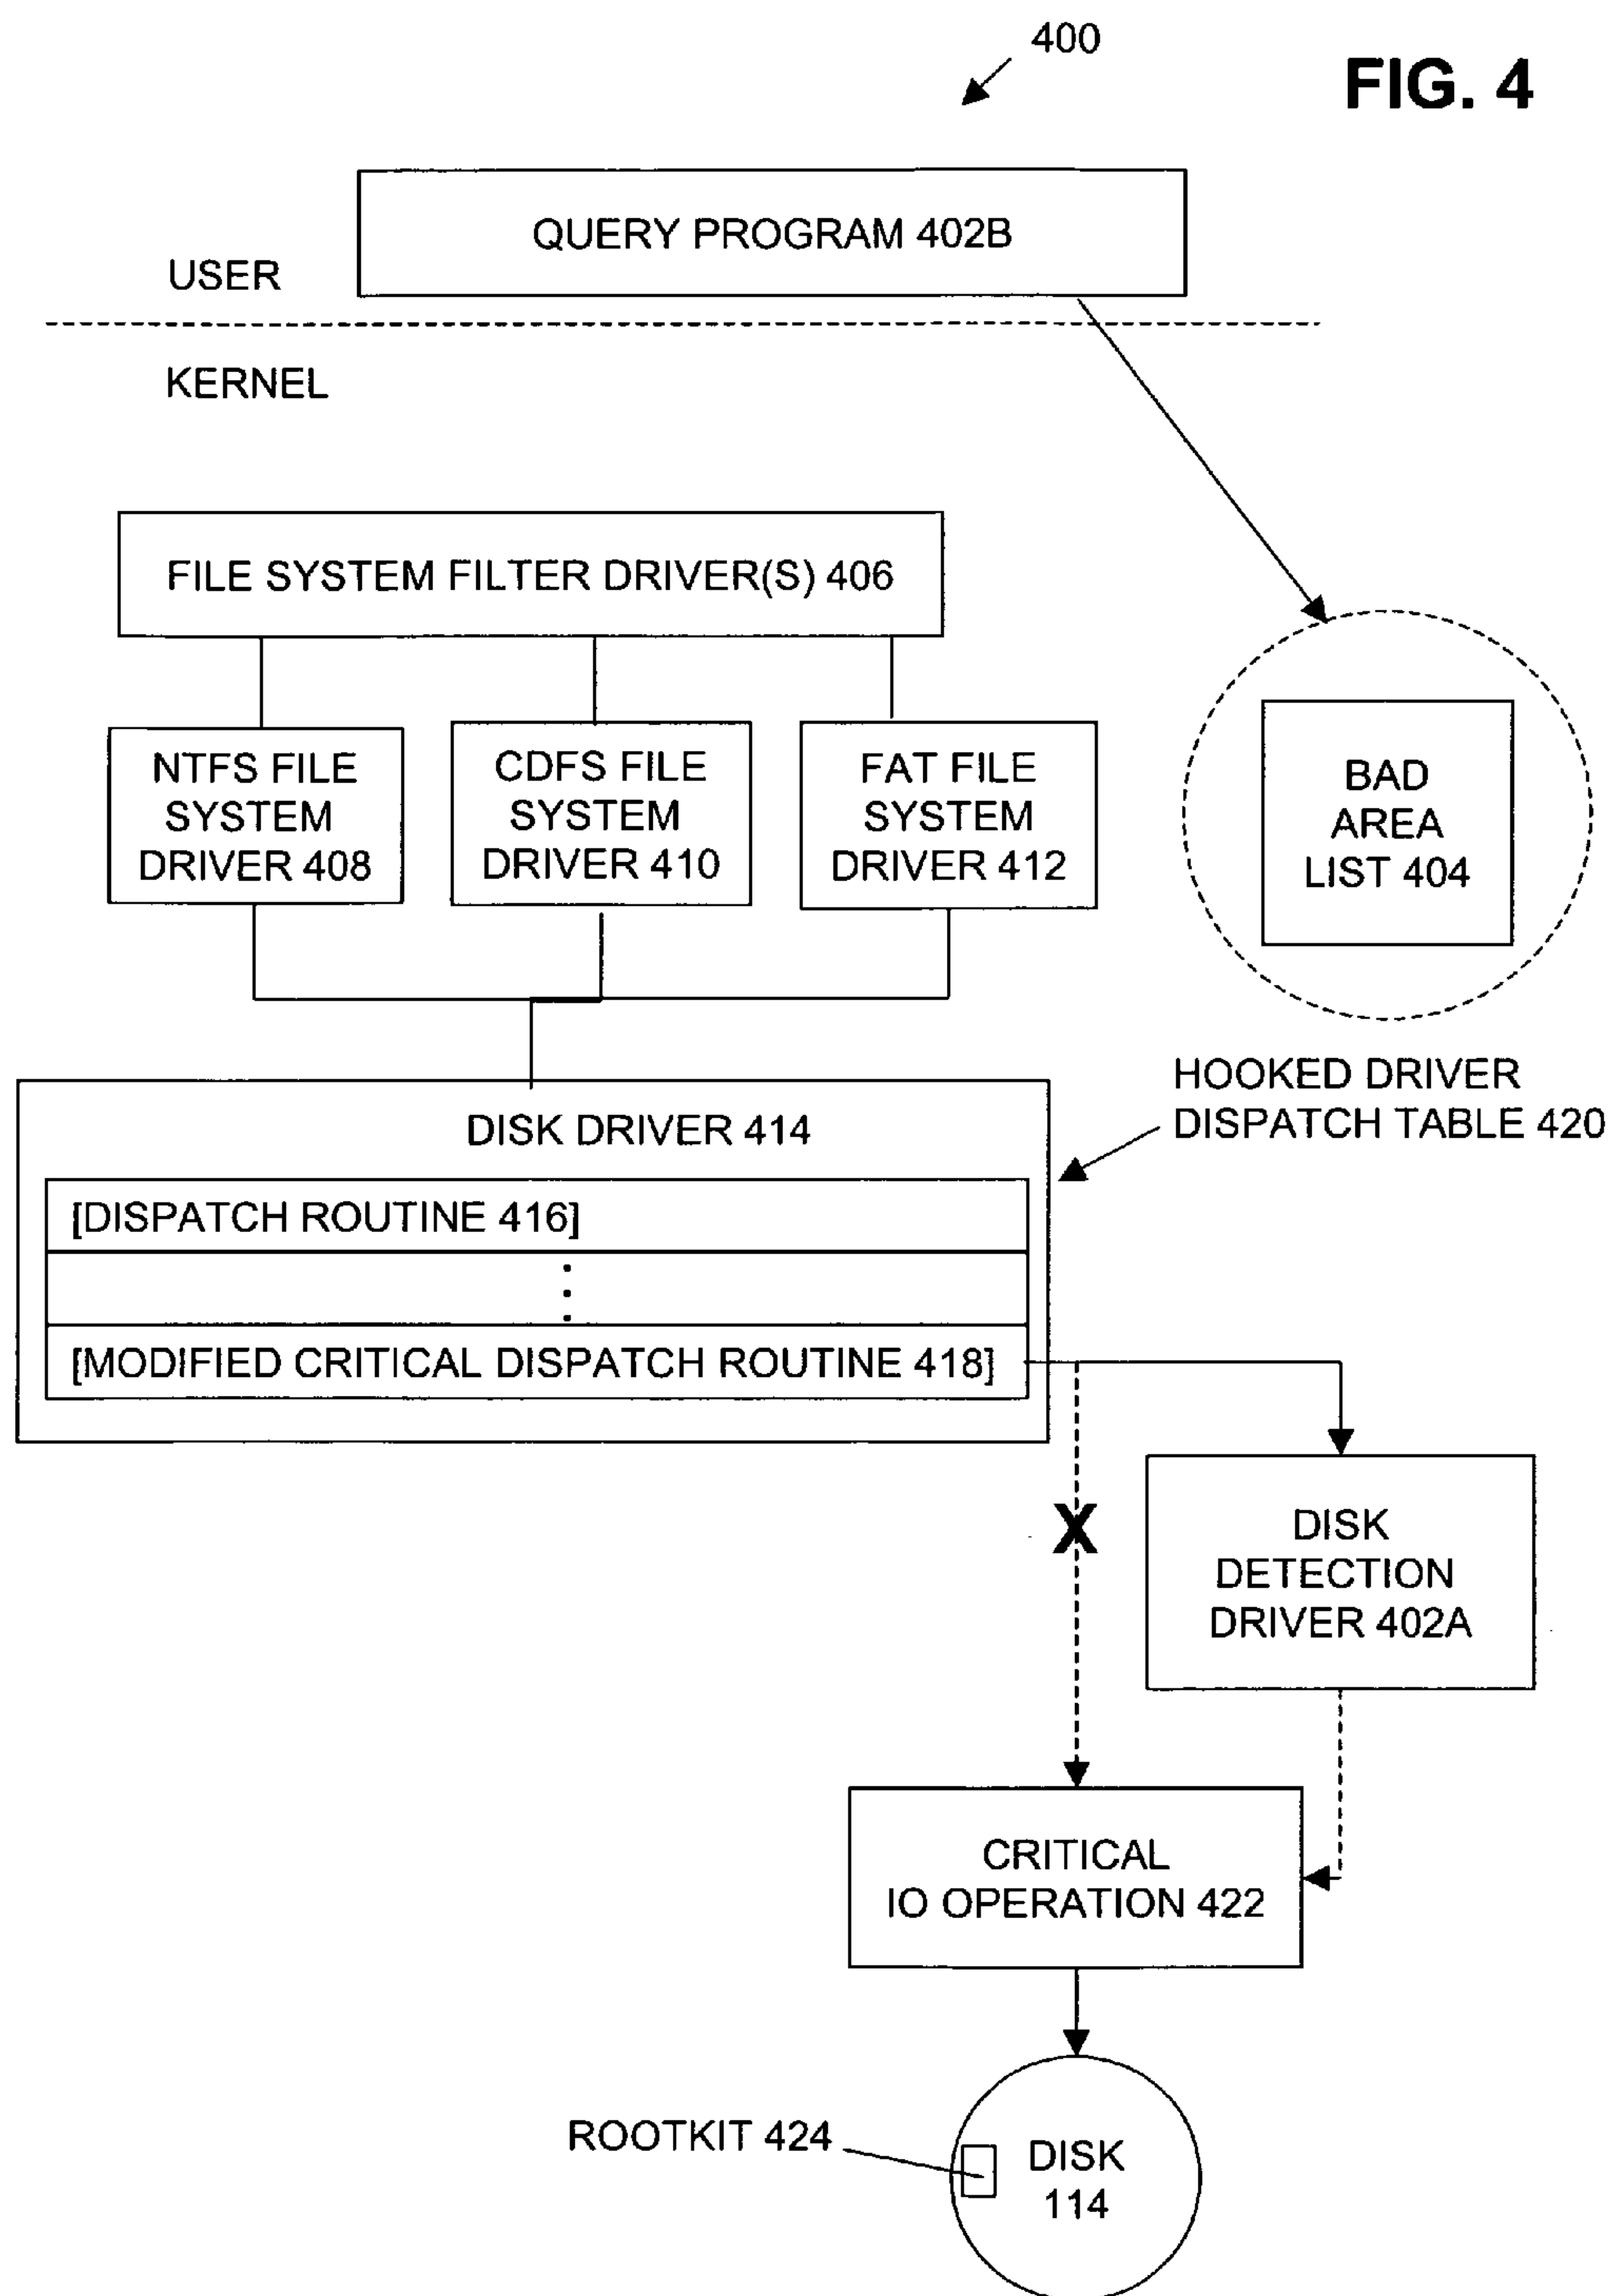 400
FIG. 4
QUERY PROGRAM 402B
USER
KERNEL
FILE SYSTEM FILTER DRIVER(S) 406
NTFS FILE
SYSTEM
DRIVER 408
CDFS FILE
SYSTEM
DRIVER 410
FAT FILE
SYSTEM
DRIVER 412
BAD
AREA
LIST 404
HOOKED DRIVER
DISPATCH TABLE 420
DISK DRIVER 414
[DISPATCH ROUTINE 416]
[MODIFIED CRITICAL DISPATCH ROUTINE 418]
X
DISK
DETECTION
DRIVER 402A
CRITICAL
IO OPERATION 422
ROOTKIT 424
DISK
114